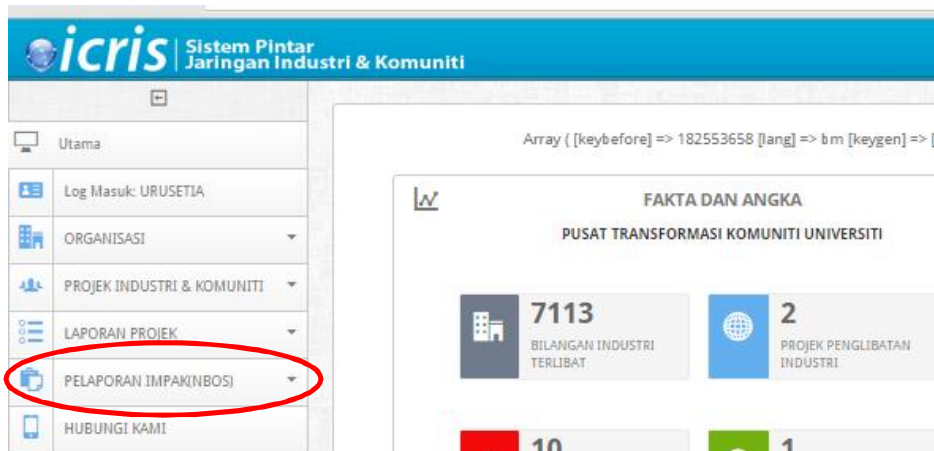 icris Sistem Pintar
Jaringan Industri & Komuniti
Utama
Log Masuk: URUSETIA
ORGANISASI
PROJEK INDUSTRI & KOMUNITI
LAPORAN PROJEK
PELAPORAN IMPAK(NBOS)
HUBUNGI KAMI
Array ( [keybefore] => 182553658 [lang] => bm [keygen] => [
FAKTA DAN ANGKA
PUSAT TRANSFORMASI KOMUNITI UNIVERSITI
7113
BILANGAN INDUSTRI
TERLIBAT
2
PROJEK PENGLIBATAN
INDUSTRI
10
1